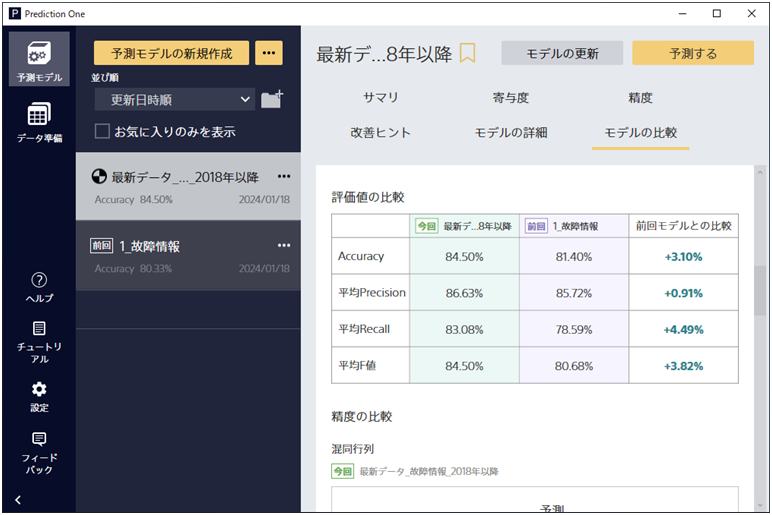 P Prediction One
予測モデル
データ準備
ヘルプ
チュートリ
アル
設定
フィード
バック
予測モデルの新規作成
並び順
更新日時順
お気に入りのみを表示
最新データ_..._2018年以降
Accuracy 84.50% 2024/01/18
前回 1_故障情報
Accuracy 80.33% 2024/01/18
最新デ...8年以降 モデルの更新 予測する
サマリ 寄与度 精度
改善ヒント モデルの詳細 モデルの比較
評価値の比較
今回 最新デ...8年以降 前回 1_故障情報 前回モデルとの比較
Accuracy 84.50% 81.40% +3.10%
平均Precision 86.63% 85.72% +0.91%
平均Recall 83.08% 78.59% +4.49%
平均F値 84.50% 80.68% +3.82%
精度の比較
混同行列
今回 最新データ_故障情報_2018年以降
予測